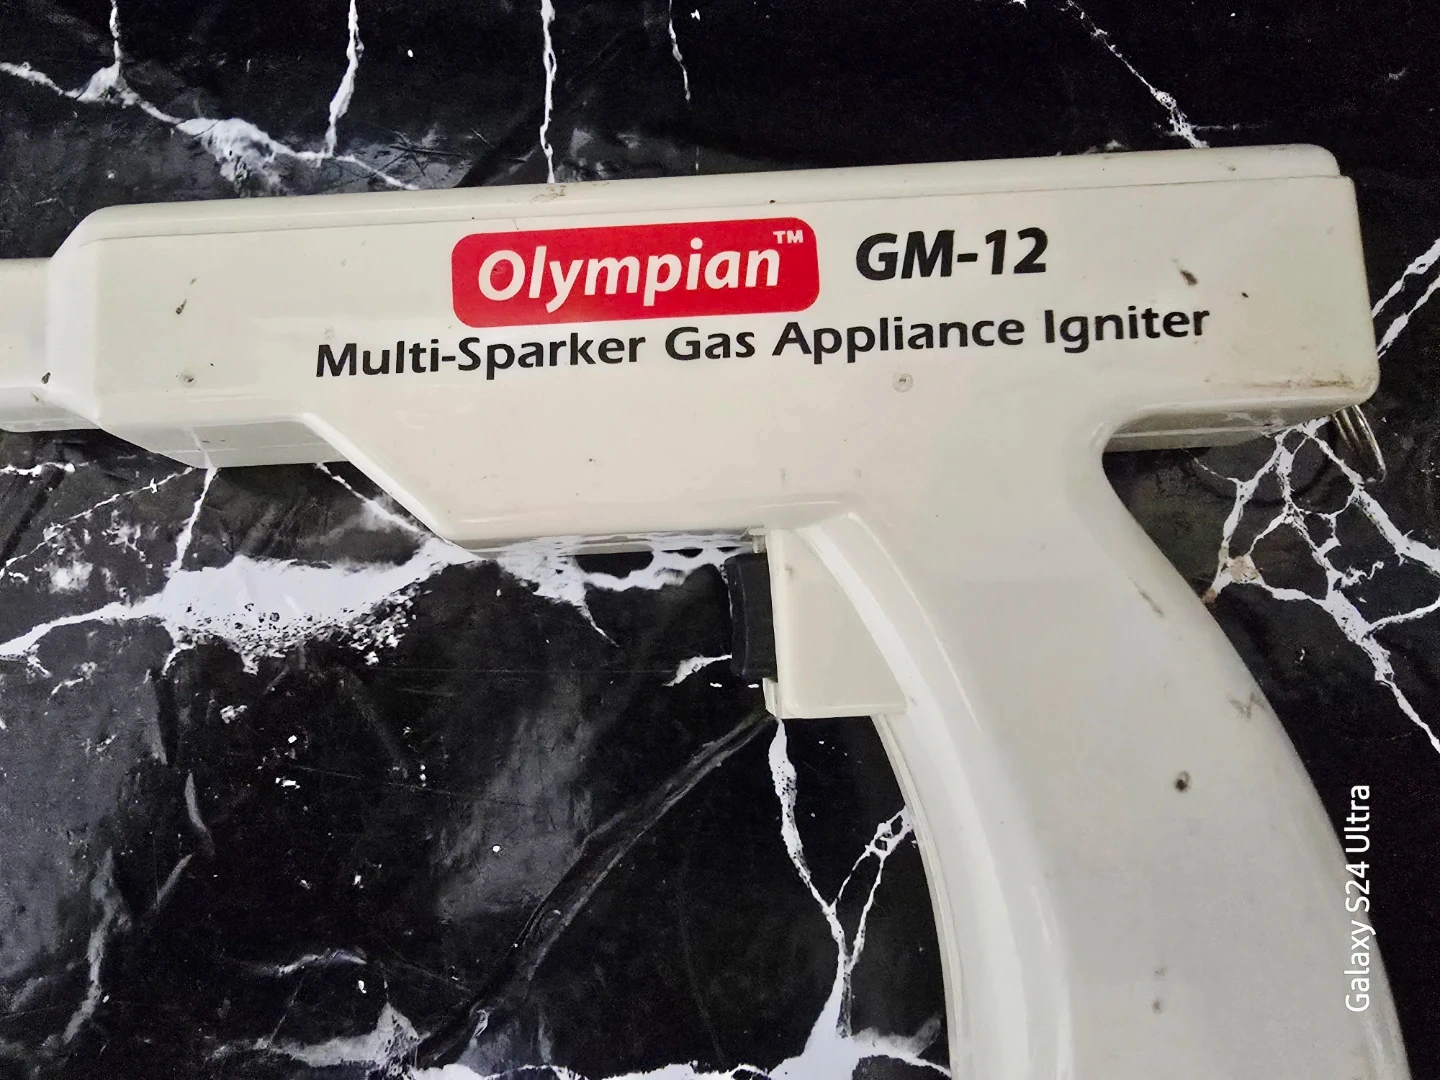 Olympian™ GM-12
Multi-Sparker Gas Appliance Igniter
Galaxy S24 Ultra